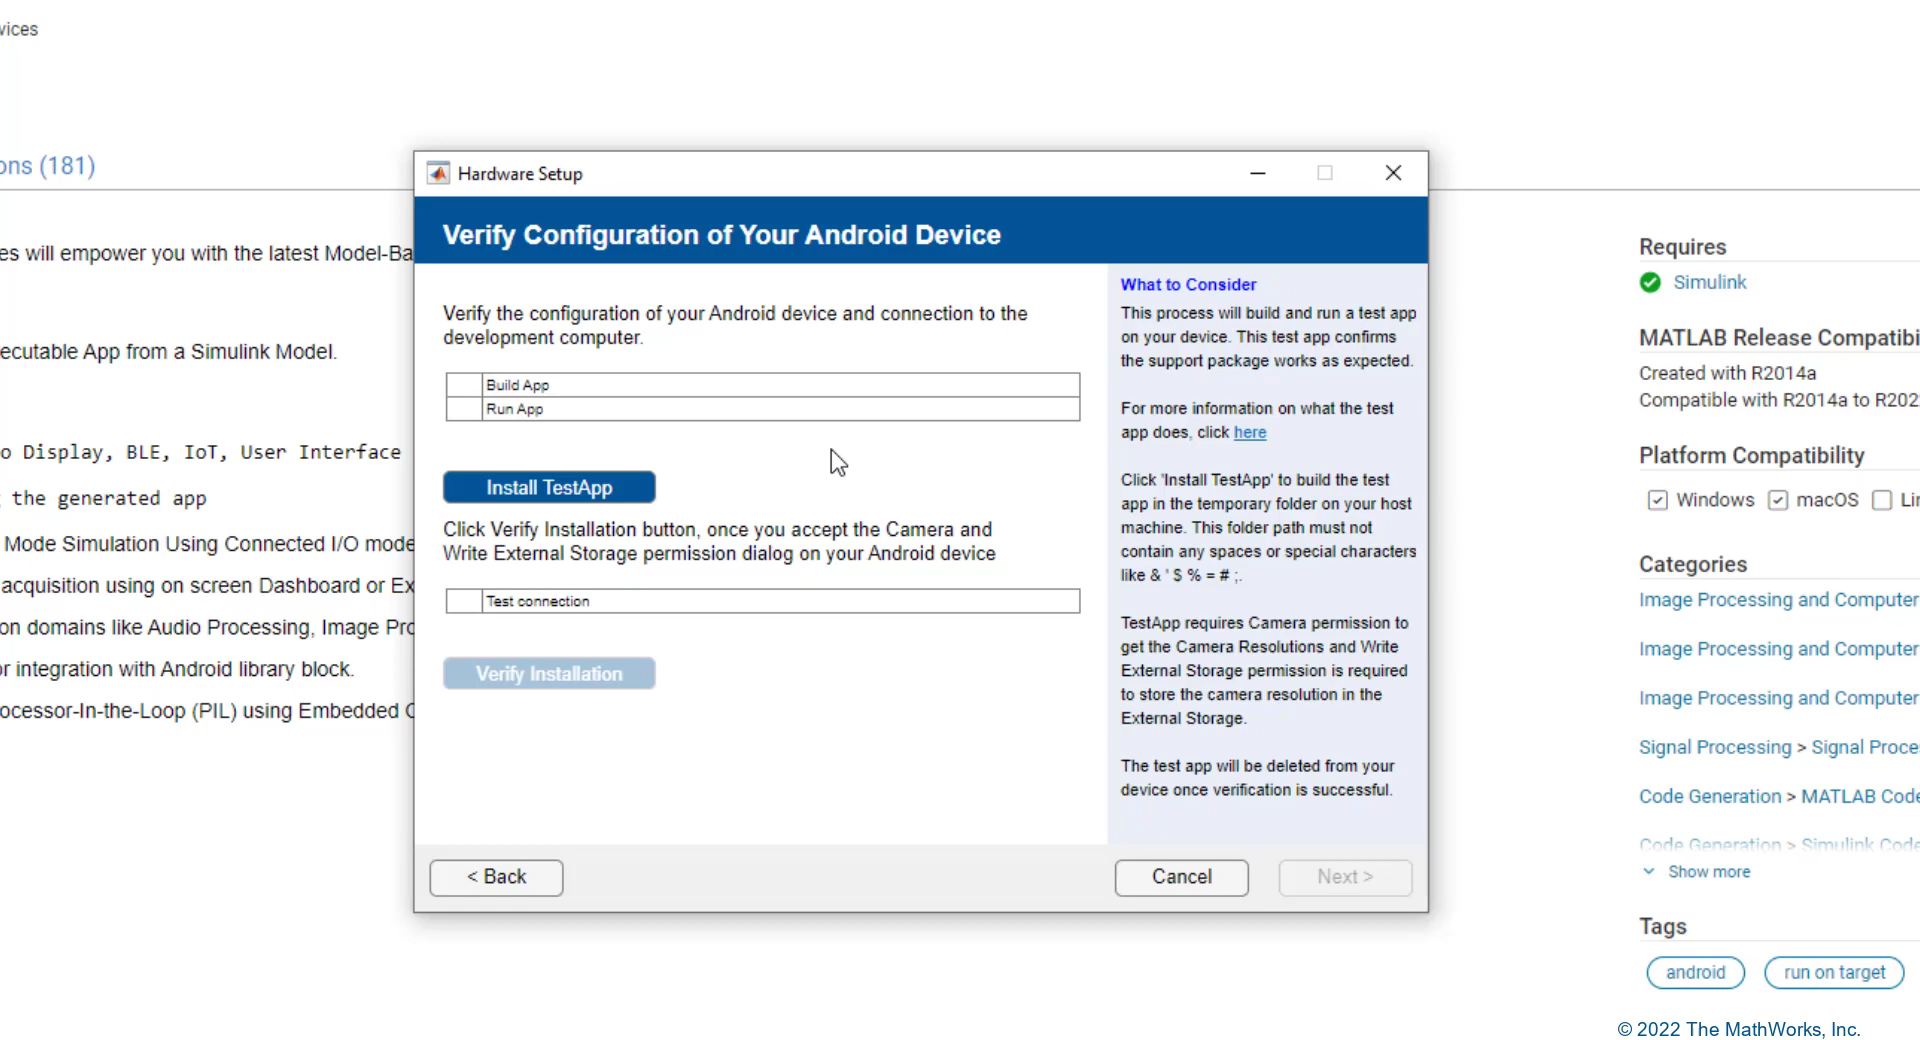 vices
ons (181)
es will empower you with the latest Model-Ba
ecutable App from a Simulink Model.
o Display, BLE, IoT, User Interface
the generated app
Mode Simulation Using Connected I/O mode
acquisition using on screen Dashboard or Ex
on domains like Audio Processing, Image Pro
or integration with Android library block.
ocessor-In-the-Loop (PIL) using Embedded C
Hardware Setup
Verify Configuration of Your Android Device
Verify the configuration of your Android device and connection to the
development computer.
Build App
Run App
Install TestApp
Click Verify Installation button, once you accept the Camera and
Write External Storage permission dialog on your Android device
Test connection
Verify Installation
What to Consider
This process will build and run a test app
on your device. This test app confirms
the support package works as expected.
For more information on what the test
app does, click here
Click 'Install TestApp' to build the test
app in the temporary folder on your host
machine. This folder path must not
contain any spaces or special characters
like & ' $ % = # ;.
TestApp requires Camera permission to
get the Camera Resolutions and Write
External Storage permission is required
to store the camera resolution in the
External Storage.
The test app will be deleted from your
device once verification is successful.
< Back
Cancel
Next >
Requires
Simulink
MATLAB Release Compatibi
Created with R2014a
Compatible with R2014a to R202
Platform Compatibility
Windows macOS Lin
Categories
Image Processing and Computer
Image Processing and Computer
Image Processing and Computer
Signal Processing > Signal Proce
Code Generation > MATLAB Code
Code Generation > Simulink Code
Show more
Tags
android run on target
© 2022 The MathWorks, Inc.